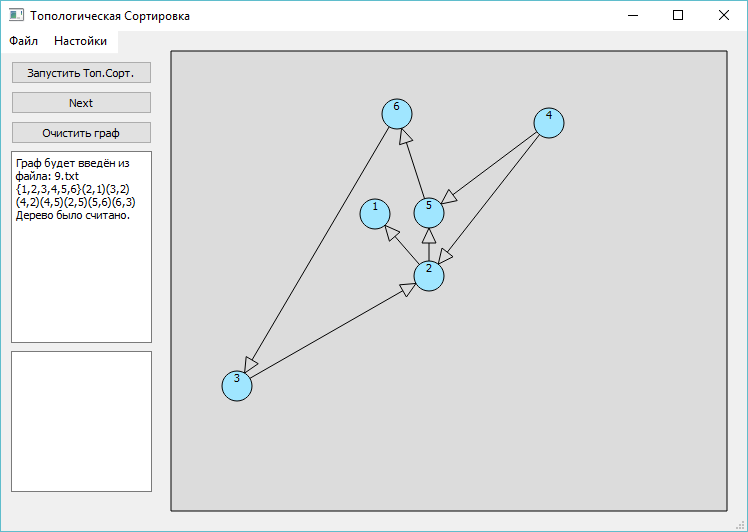 Топологическая Сортировка
Файл Настойки
Запустить Топ.Сорт.
Next
Очистить граф
Граф будет введён из
файла: 9.txt
{1,2,3,4,5,6}(2,1)(3,2)
(4,2)(4,5)(2,5)(5,6)(6,3)
Дерево было считано.
6
4
1
5
2
3